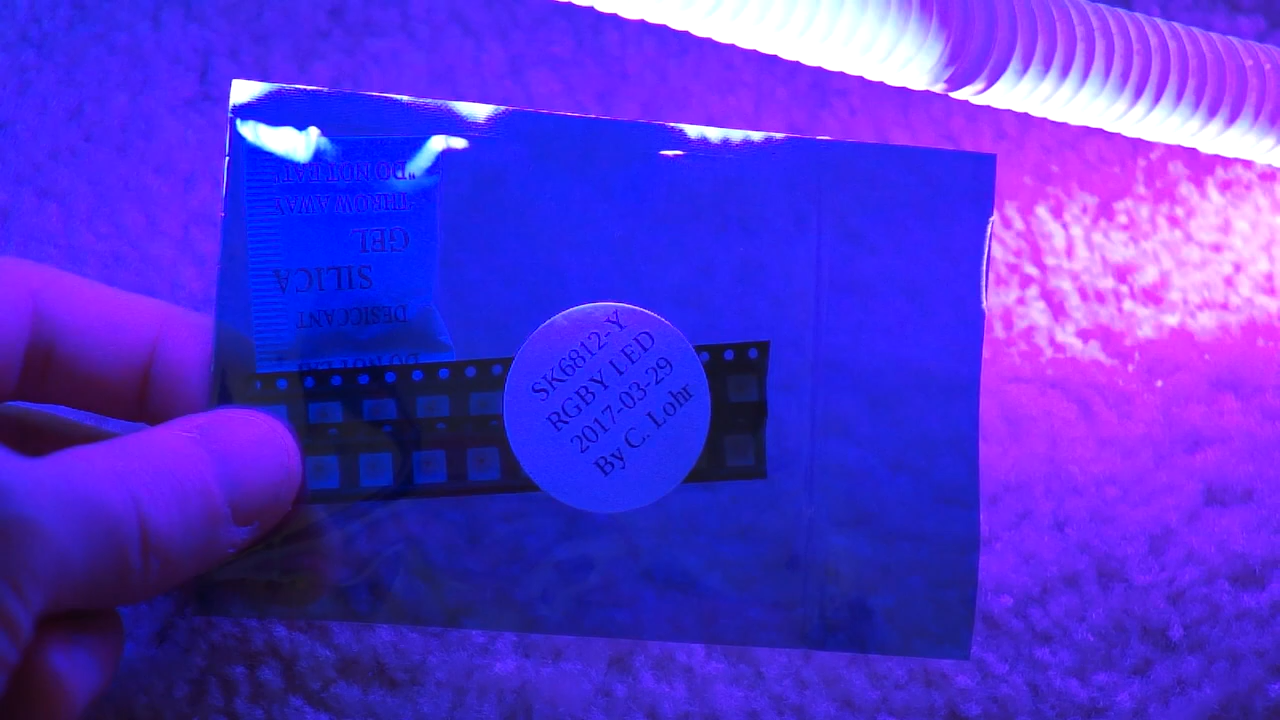 SK6812-Y
RGBY LED
2017-03-29
By C. Lohr
DESICCANT
SILICA
GEL
THROW AWAY
"DO NOT EAT"